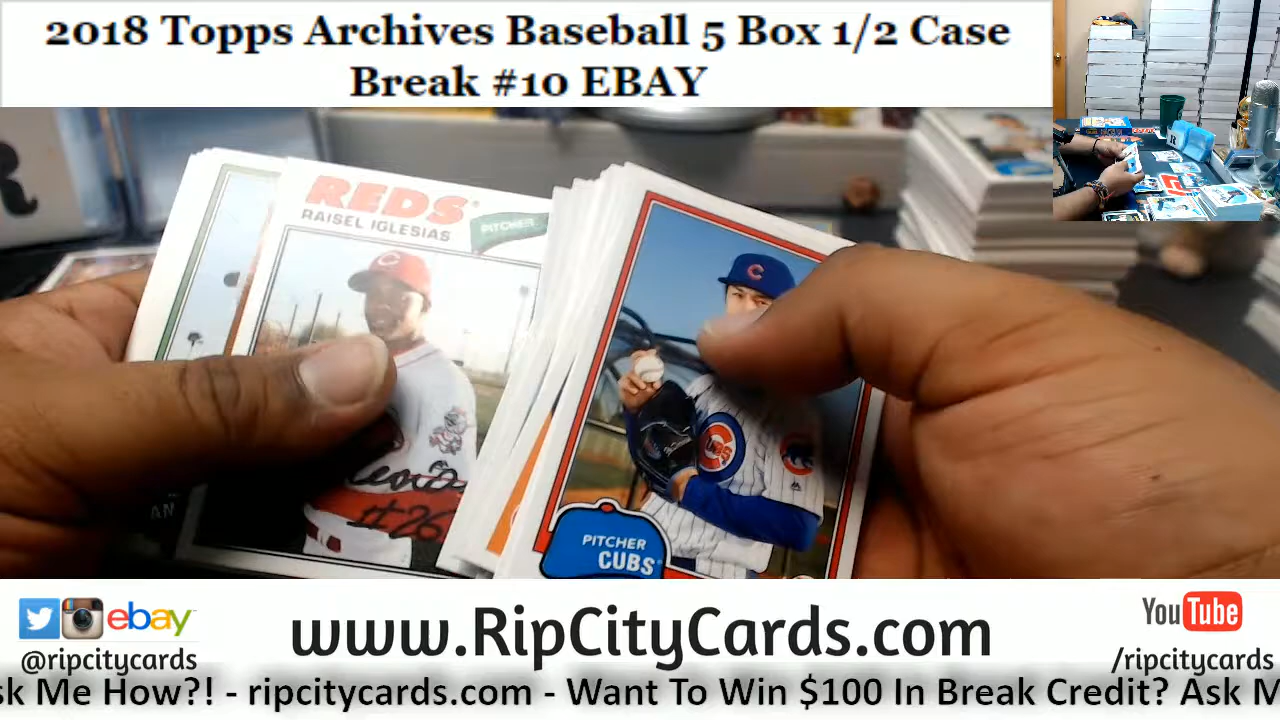 2018 Topps Archives Baseball 5 Box 1/2 Case
Break #10 EBAY
REDS
RAISEL IGLESIAS
PITCHER
#26
PITCHER
CUBS
ebay
@ripcitycards
www.RipCityCards.com
YouTube
/ripcitycards
sk Me How?! - ripcitycards.com - Want To Win $100 In Break Credit? Ask M